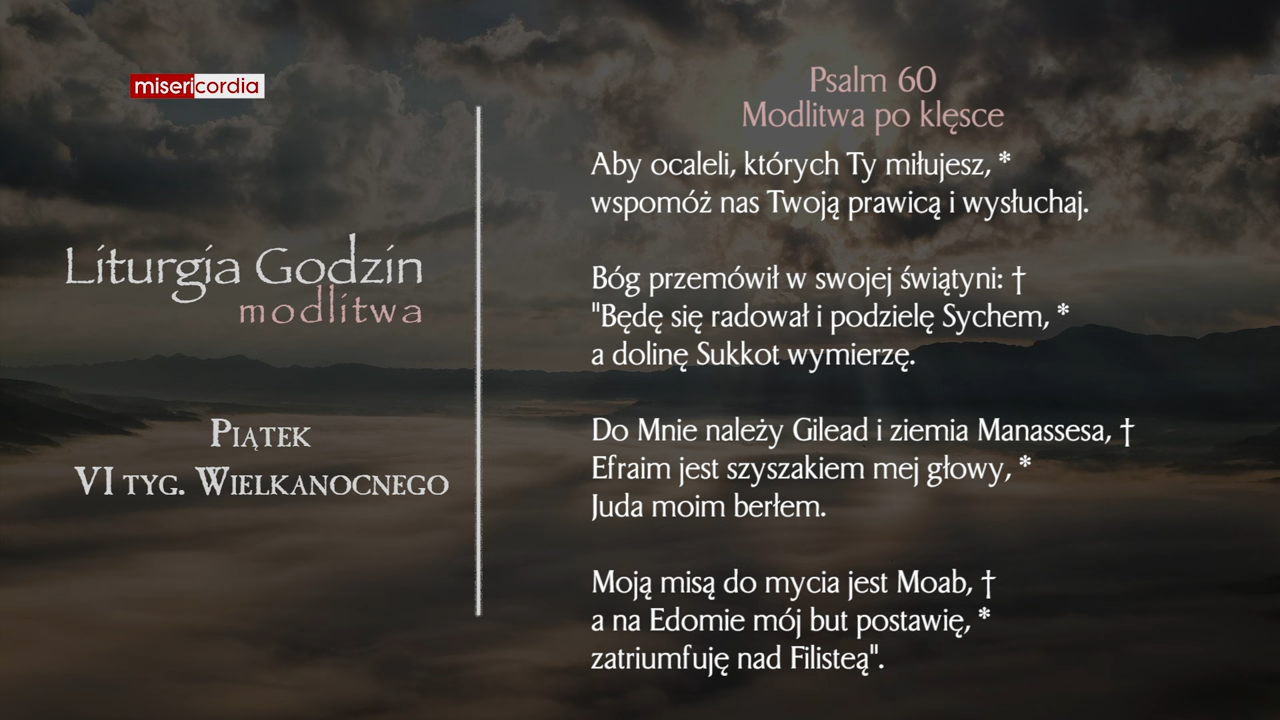 misericordia
Liturgia Godzin
modlitwa
Piątek
VI tyg. Wielkanocnego
Psalm 60
Modlitwa po klęsce
Aby ocaleli, których Ty miłujesz, *
wspomóż nas Twoją prawicą i wysłuchaj.
Bóg przemówił w swojej świątyni: †
"Będę się radował i podzielę Sychem, *
a dolinę Sukkot wymierzę.
Do Mnie należy Gilead i ziemia Manassesa, †
Efraim jest szyszakiem mej głowy, *
Juda moim berłem.
Moją misą do mycia jest Moab, †
a na Edomie mój but postawię, *
zatriumfuję nad Filisteą".